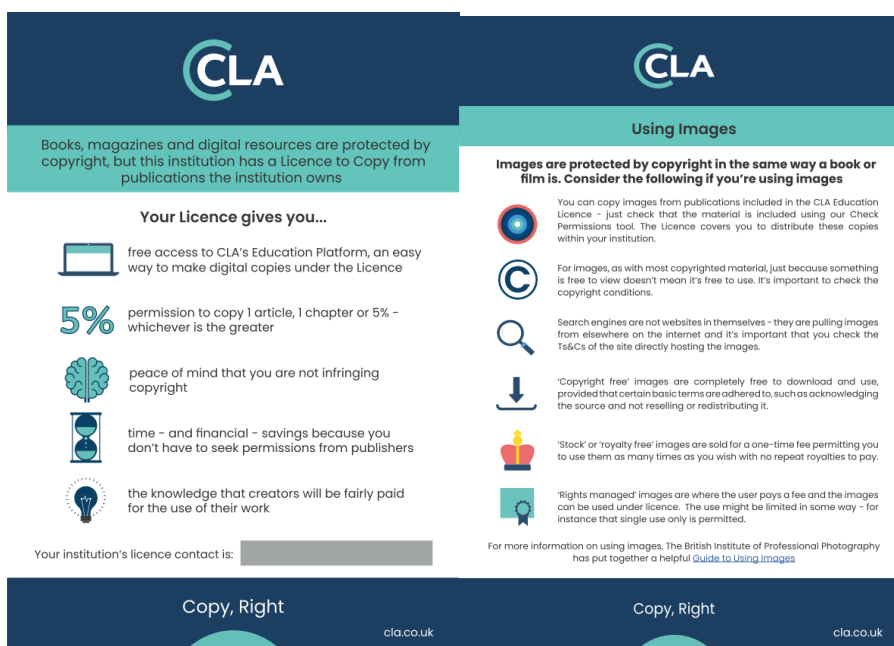 CLA
Books, magazines and digital resources are protected by
copyright, but this institution has a Licence to Copy from
publications the institution owns
Your Licence gives you...
free access to CLA's Education Platform, an easy
way to make digital copies under the Licence
5%
permission to copy 1 article, 1 chapter or 5% -
whichever is the greater
peace of mind that you are not infringing
copyright
time - and financial - savings because you
don't have to seek permissions from publishers
the knowledge that creators will be fairly paid
for the use of their work
Your institution's licence contact is:
Copy, Right
cla.co.uk
CLA
Using Images
Images are protected by copyright in the same way a book or
film is. Consider the following if you're using images
You can copy images from publications included in the CLA Education
Licence - just check that the material is included using our Check
Permissions tool. The Licence covers you to distribute these copies
within your institution.
©
For images, as with most copyrighted material, just because something
is free to view doesn't mean it's free to use. It's important to check the
copyright conditions.
Search engines are not websites in themselves - they are pulling images
from elsewhere on the internet and it's important that you check the
Ts&Cs of the site directly hosting the images.
'Copyright free' images are completely free to download and use,
provided that certain basic terms are adhered to, such as acknowledging
the source and not reselling or redistributing it.
'Stock' or 'royalty free' images are sold for a one-time fee permitting you
to use them as many times as you wish with no repeat royalties to pay.
'Rights managed' images are where the user pays a fee and the images
can be used under licence. The use might be limited in some way - for
instance that single use only is permitted.
For more information on using images, The British Institute of Professional Photography
has put together a helpful Guide to Using Images
Copy, Right
cla.co.uk